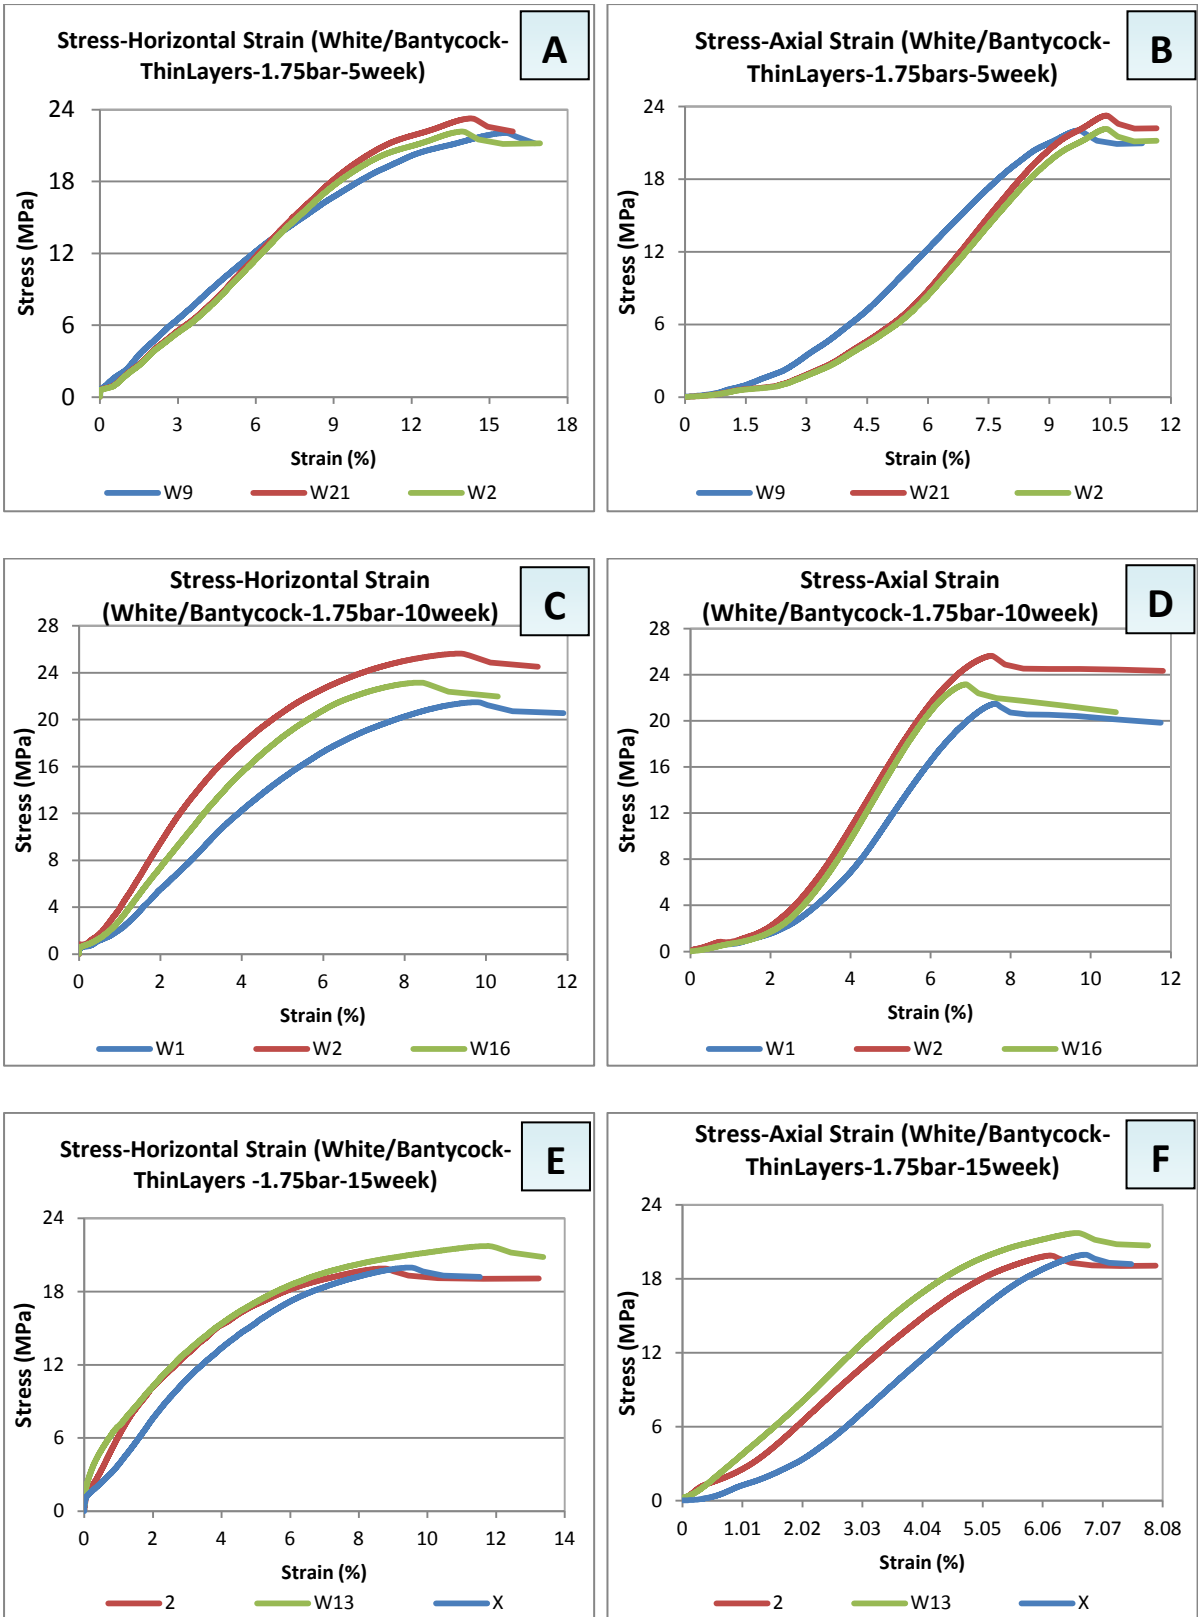 Stress-Horizontal Strain (White/Bantycock-
ThinLayers-1.75bar-5week)
A
Stress (MPa)
24
18
12
6
0
0 3 6 9 12 15 18
Strain (%)
W9 W21 W2
Stress-Axial Strain (White/Bantycock-
ThinLayers-1.75bars-5week)
B
Stress (MPa)
24
18
12
6
0
0 1.5 3 4.5 6 7.5 9 10.5 12
Strain (%)
W9 W21 W2
Stress-Horizontal Strain
(White/Bantycock-1.75bar-10week)
C
Stress (MPa)
28
24
20
16
12
8
4
0
0 2 4 6 8 10 12
Strain (%)
W1 W2 W16
Stress-Axial Strain
(White/Bantycock-1.75bar-10week)
D
Stress (MPa)
28
24
20
16
12
8
4
0
0 2 4 6 8 10 12
Strain (%)
W1 W2 W16
Stress-Horizontal Strain (White/Bantycock-
ThinLayers -1.75bar-15week)
E
Stress (MPa)
24
18
12
6
0
0 2 4 6 8 10 12 14
Strain (%)
2 W13 X
Stress-Axial Strain (White/Bantycock-
ThinLayers-1.75bar-15week)
F
Stress (MPa)
24
18
12
6
0
0 1.01 2.02 3.03 4.04 5.05 6.06 7.07 8.08
Strain (%)
2 W13 X